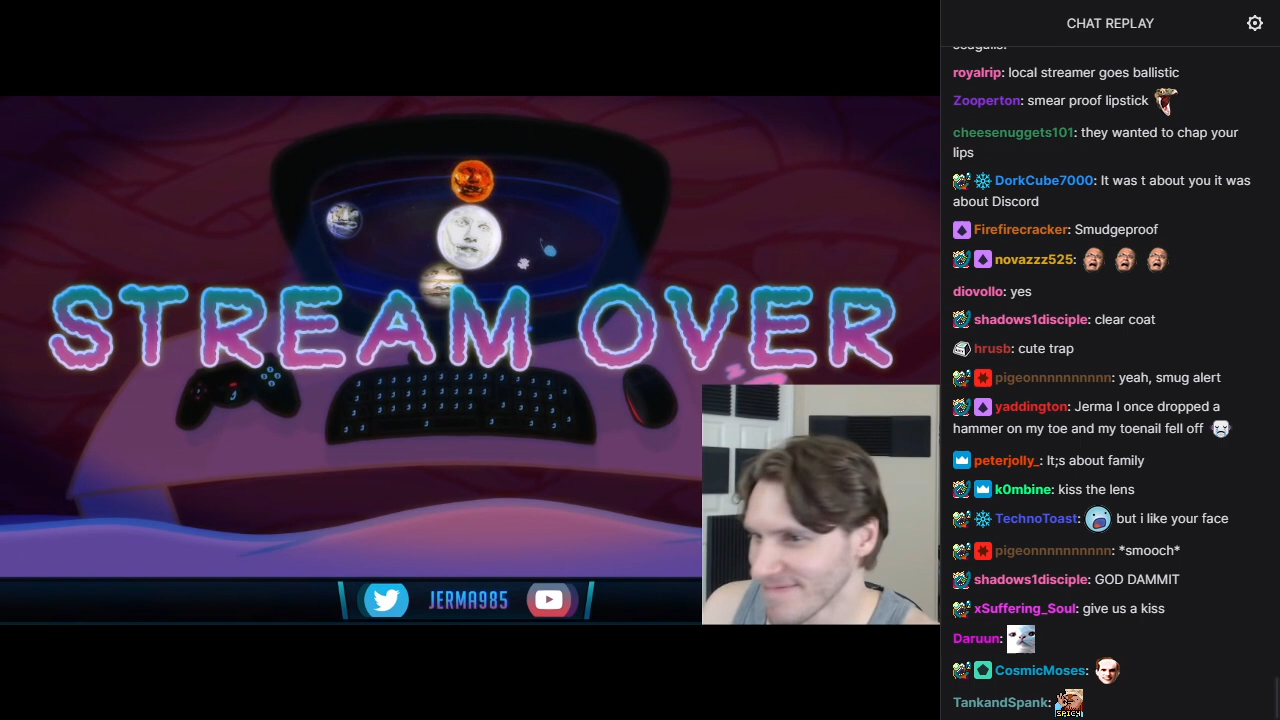 CHAT REPLAY
royalrip: local streamer goes ballistic
Zooperton: smear proof lipstick
cheesenuggets101: they wanted to chap your
lips
DorkCube7000: It was t about you it was
about Discord
Firefirecracker: Smudgeproof
novazzz525:
diovollo: yes
shadows1disciple: clear coat
hrusb: cute trap
pigeonnnnnnnnnn: yeah, smug alert
yaddington: Jerma I once dropped a
hammer on my toe and my toenail fell off
peterjolly_: It;s about family
k0mbine: kiss the lens
TechnoToast: but i like your face
pigeonnnnnnnnnn: *smooch*
shadows1disciple: GOD DAMMIT
xSuffering_Soul: give us a kiss
Daruun:
CosmicMoses:
TankandSpank: SPICY
STREAM OVER
JERMA985